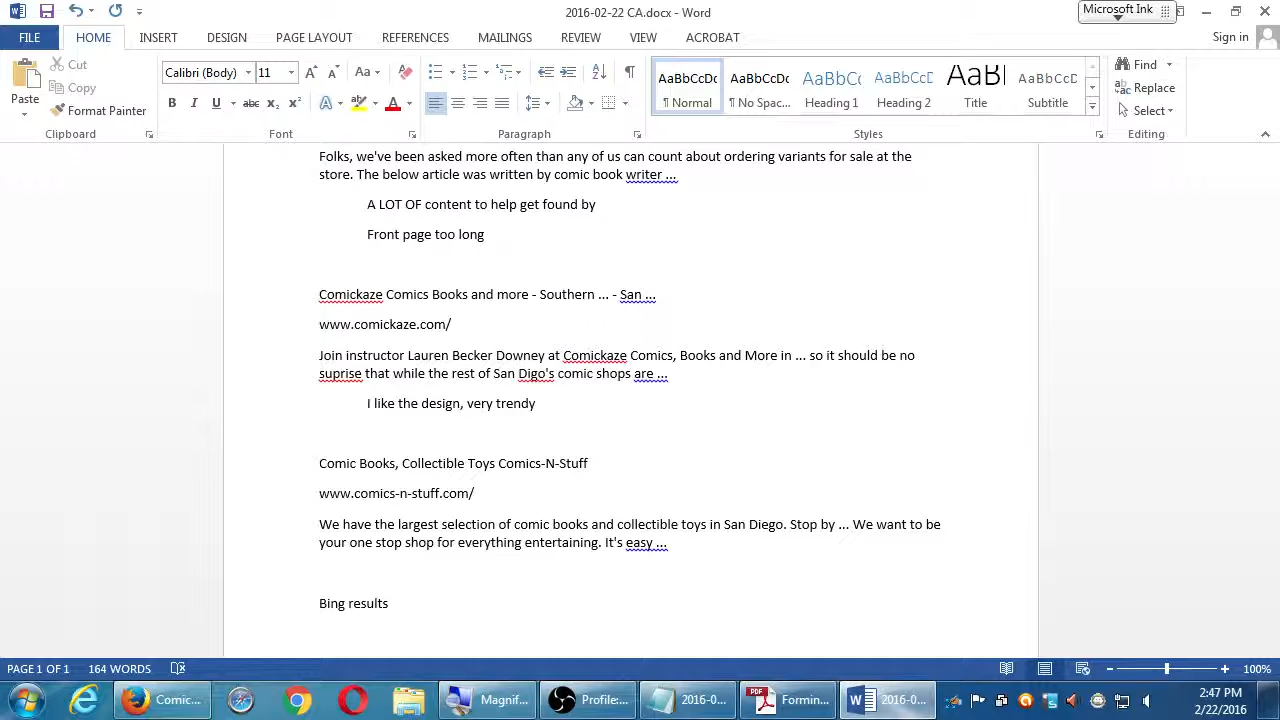 2016-02-22 CA.docx - Word
Microsoft Ink
FILE HOME INSERT DESIGN PAGE LAYOUT REFERENCES MAILINGS REVIEW VIEW ACROBAT
Sign in
Paste
Cut
Copy
Format Painter
Clipboard
Calibri (Body) 11
Aa
B I U abc x₂ x²
A ab A
Font
Paragraph
AaBbCcDc AaBbCcDc AaBbCc AaBbCcD AaB AaBbCcD
¶ Normal ¶ No Spac... Heading 1 Heading 2 Title Subtitle
Styles
Find
Replace
Select
Editing
Folks, we've been asked more often than any of us can count about ordering variants for sale at the
store. The below article was written by comic book writer ...
A LOT OF content to help get found by
Front page too long
Comickaze Comics Books and more - Southern ... - San ...
www.comickaze.com/
Join instructor Lauren Becker Downey at Comickaze Comics, Books and More in ... so it should be no
suprise that while the rest of San Digo's comic shops are ...
I like the design, very trendy
Comic Books, Collectible Toys Comics-N-Stuff
www.comics-n-stuff.com/
We have the largest selection of comic books and collectible toys in San Diego. Stop by ... We want to be
your one stop shop for everything entertaining. It's easy ...
Bing results
PAGE 1 OF 1 164 WORDS
100%
Comic... Magnif... Profile:... 2016-0... Formin... 2016-0...
2:47 PM
2/22/2016